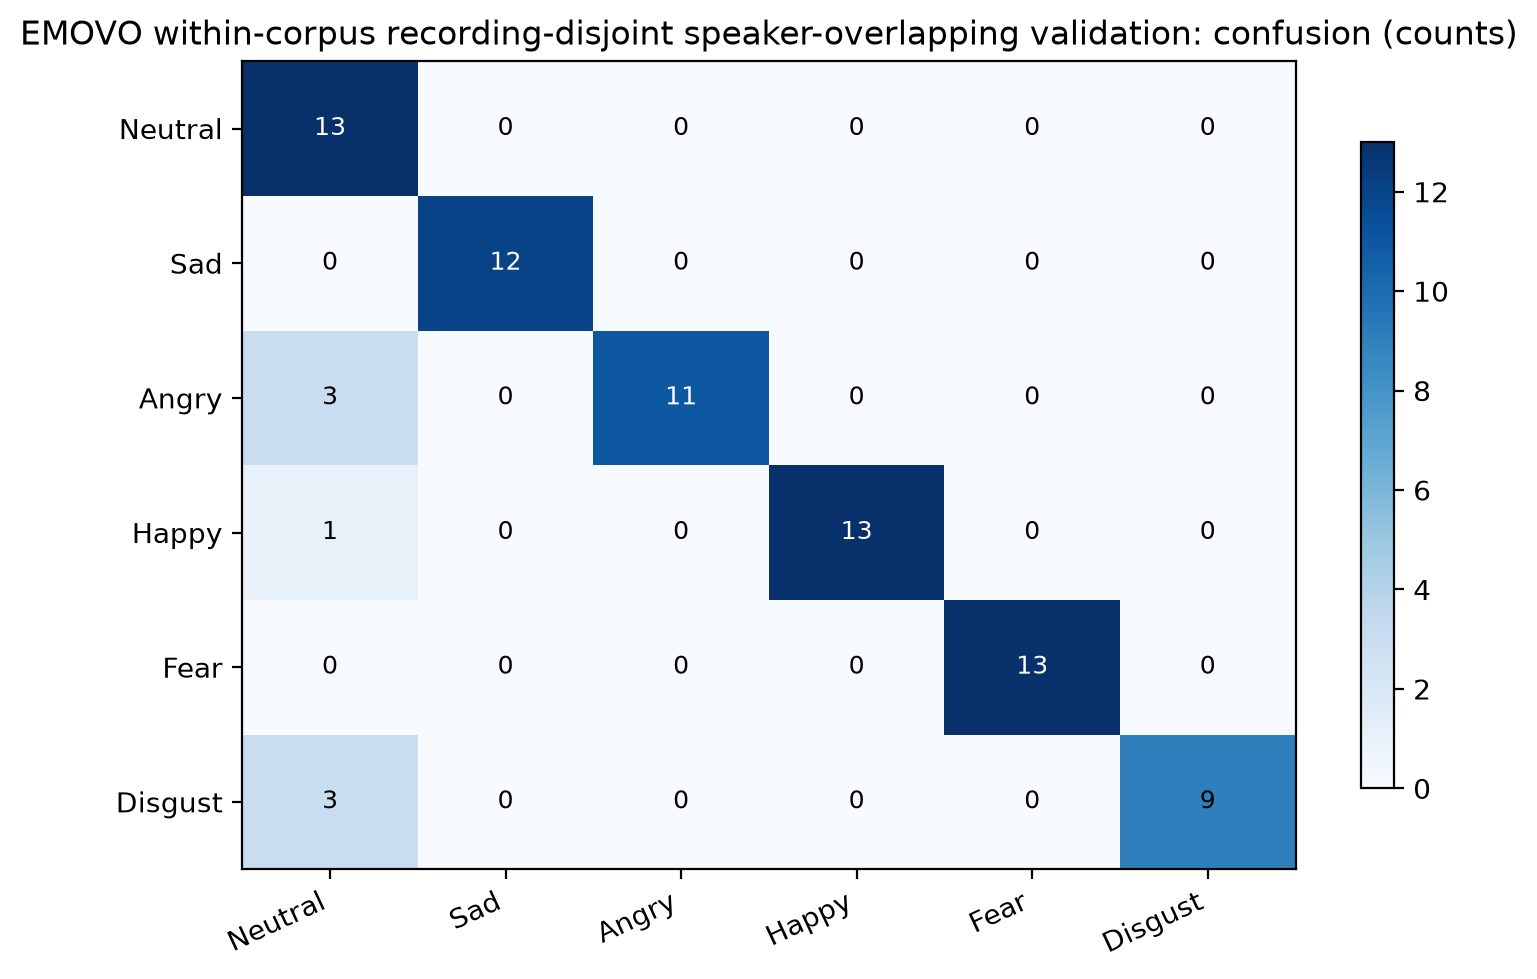 EMOVO within-corpus recording-disjoint speaker-overlapping validation: confusion (counts)
Neutral 13 0 0 0 0 0
Sad 0 12 0 0 0 0
Angry 3 0 11 0 0 0
Happy 1 0 0 13 0 0
Fear 0 0 0 0 13 0
Disgust 3 0 0 0 0 9
Neutral Sad Angry Happy Fear Disgust
12
10
8
6
4
2
0